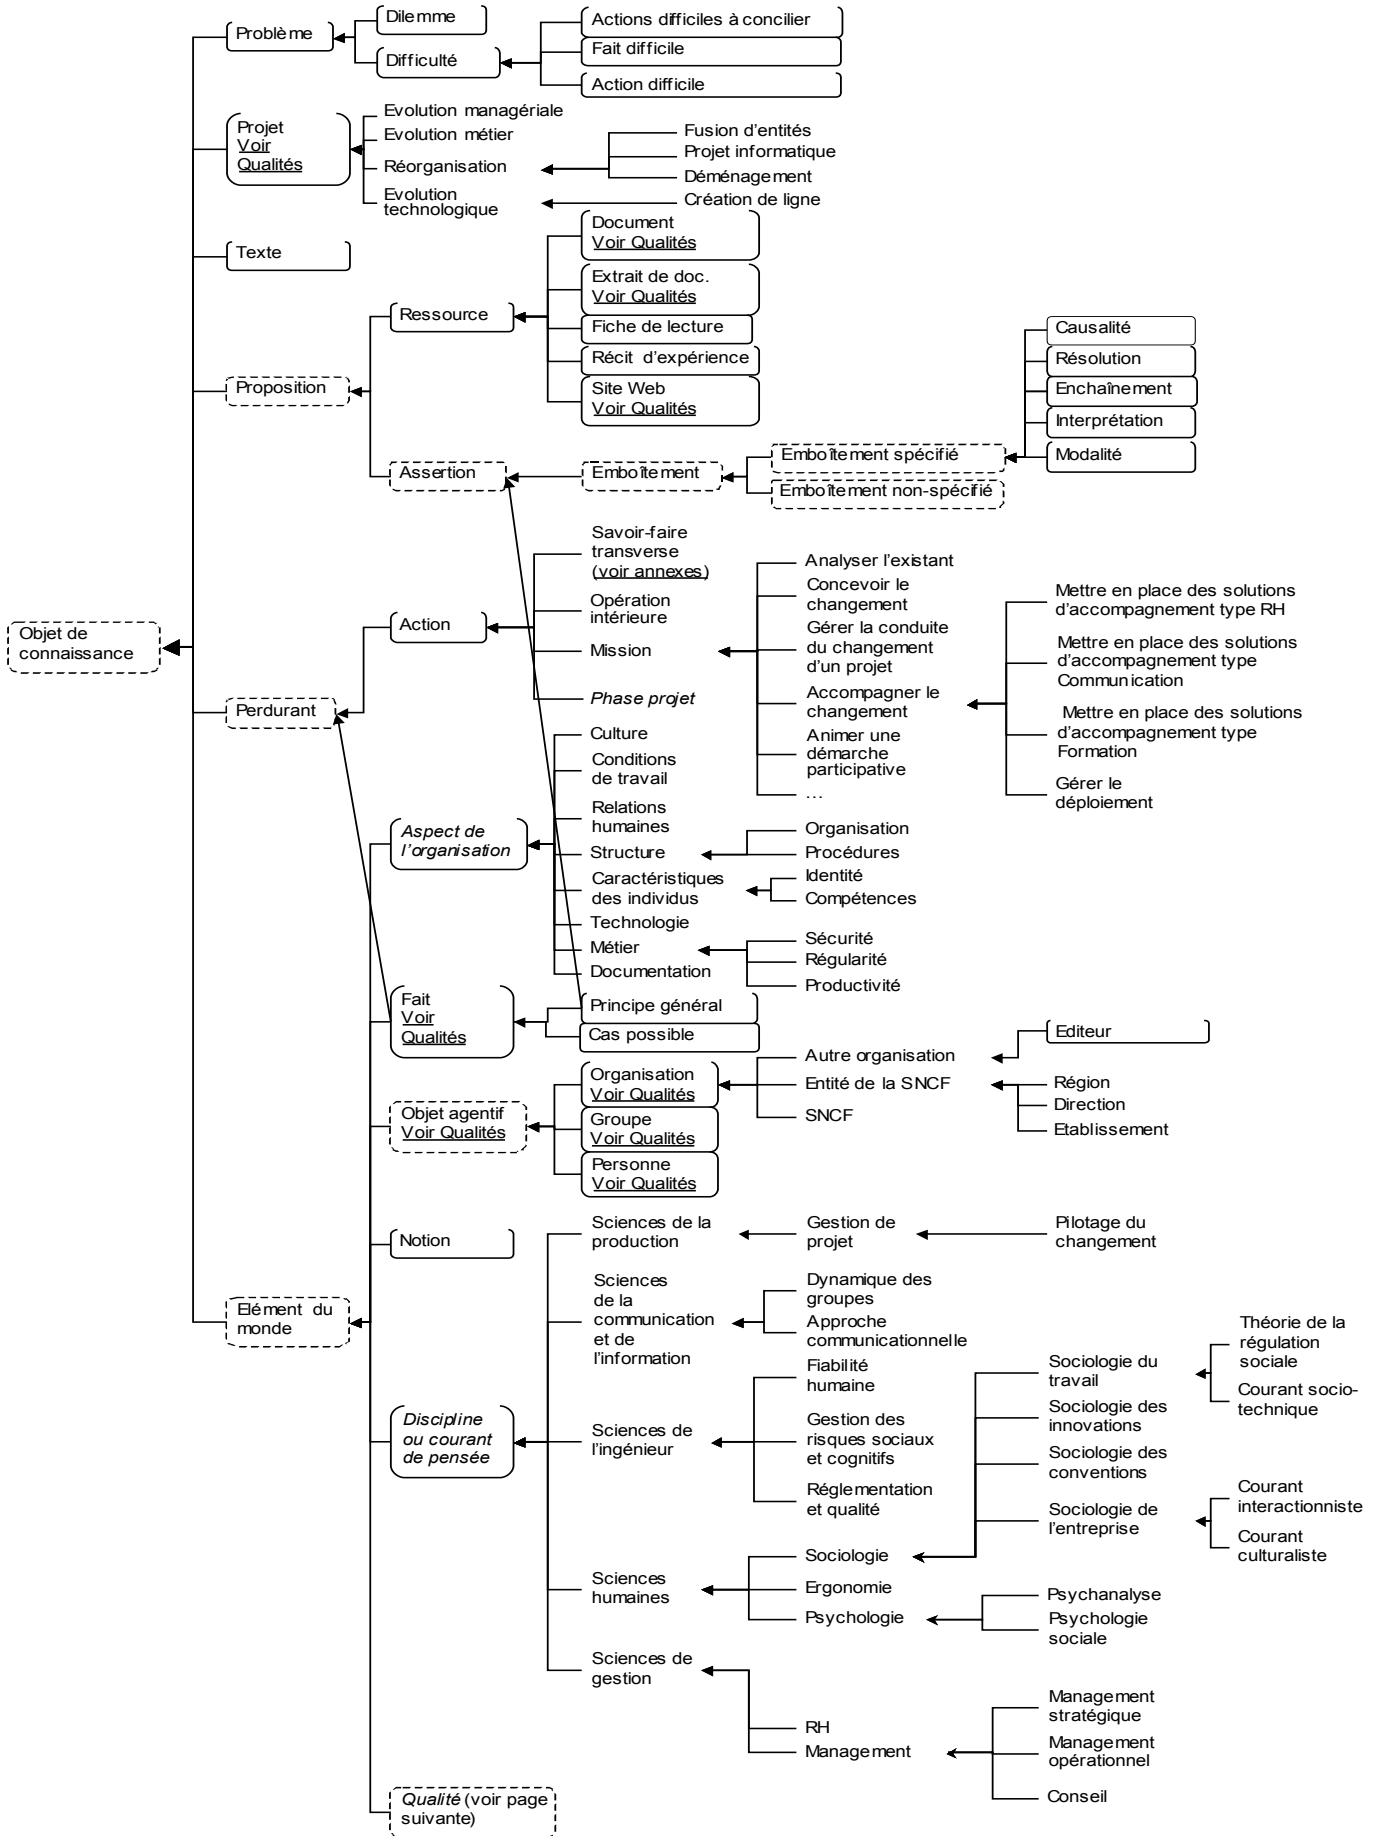 Dilemme
Problème
Difficulté
Actions difficiles à concilier
Fait difficile
Action difficile
Projet
Voir
Qualités
Evolution managériale
Evolution métier
Réorganisation
Evolution
technologique
Fusion d'entités
Projet informatique
Déménagement
Création de ligne
Texte
Document
Voir Qualités
Extrait de doc.
Voir Qualités
Ressource
Fiche de lecture
Récit d'expérience
Site Web
Voir Qualités
Proposition
Assertion
Emboîtement
Emboîtement spécifié
Emboîtement non-spécifié
Causalité
Résolution
Enchaînement
Interprétation
Modalité
Objet de
connaissance
Perdurant
Action
Savoir-faire
transverse
(voir annexes)
Opération
intérieure
Mission
Phase projet
Analyser l'existant
Concevoir le
changement
Gérer la conduite
du changement
d'un projet
Accompagner le
changement
Animer une
démarche
participative
...
Mettre en place des solutions
d'accompagnement type RH
Mettre en place des solutions
d'accompagnement type
Communication
Mettre en place des solutions
d'accompagnement type
Formation
Gérer le
déploiement
Aspect de
l'organisation
Culture
Conditions
de travail
Relations
humaines
Structure
Caractéristiques
des individus
Technologie
Métier
Documentation
Organisation
Procédures
Identité
Compétences
Sécurité
Régularité
Productivité
Fait
Voir
Qualités
Principe général
Cas possible
Objet agentif
Voir Qualités
Organisation
Voir Qualités
Groupe
Voir Qualités
Personne
Voir Qualités
Autre organisation
Entité de la SNCF
SNCF
Editeur
Région
Direction
Etablissement
Notion
Elément du
monde
Discipline
ou courant
de pensée
Sciences de la
production
Gestion de
projet
Pilotage du
changement
Sciences
de la
communication
et de
l'information
Dynamique des
groupes
Approche
communicationnelle
Sciences de
l'ingénieur
Fiabilité
humaine
Gestion des
risques sociaux
et cognitifs
Réglementation
et qualité
Sciences
humaines
Sociologie
Ergonomie
Psychologie
Sociologie du
travail
Sociologie des
innovations
Sociologie des
conventions
Sociologie de
l'entreprise
Théorie de la
régulation
sociale
Courant socio-
technique
Courant
interactionniste
Courant
culturaliste
Psychanalyse
Psychologie
sociale
Sciences de
gestion
RH
Management
Management
stratégique
Management
opérationnel
Conseil
Qualité (voir page
suivante)